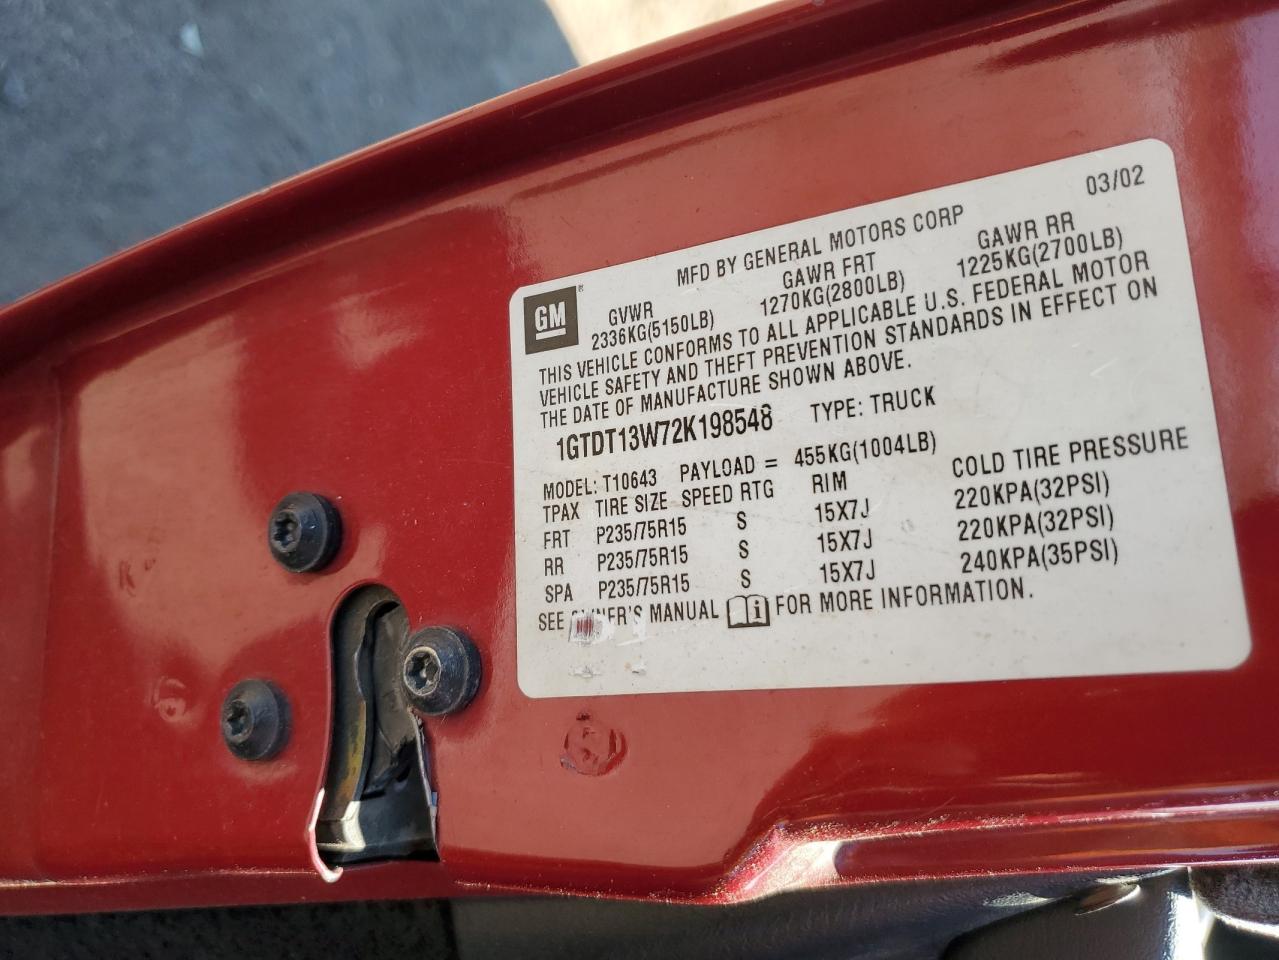 03/02
MFD BY GENERAL MOTORS CORP
GM®
GVWR GAWR FRT GAWR RR
2336KG(5150LB) 1270KG(2800LB) 1225KG(2700LB)
THIS VEHICLE CONFORMS TO ALL APPLICABLE U.S. FEDERAL MOTOR
VEHICLE SAFETY AND THEFT PREVENTION STANDARDS IN EFFECT ON
THE DATE OF MANUFACTURE SHOWN ABOVE.
1GTDT13W72K198548 TYPE: TRUCK
MODEL: T10643 PAYLOAD = 455KG(1004LB)
TPAX TIRE SIZE SPEED RTG RIM COLD TIRE PRESSURE
FRT P235/75R15 S 15X7J 220KPA(32PSI)
RR P235/75R15 S 15X7J 220KPA(32PSI)
SPA P235/75R15 S 15X7J 240KPA(35PSI)
SEE MANUAL FOR MORE INFORMATION.